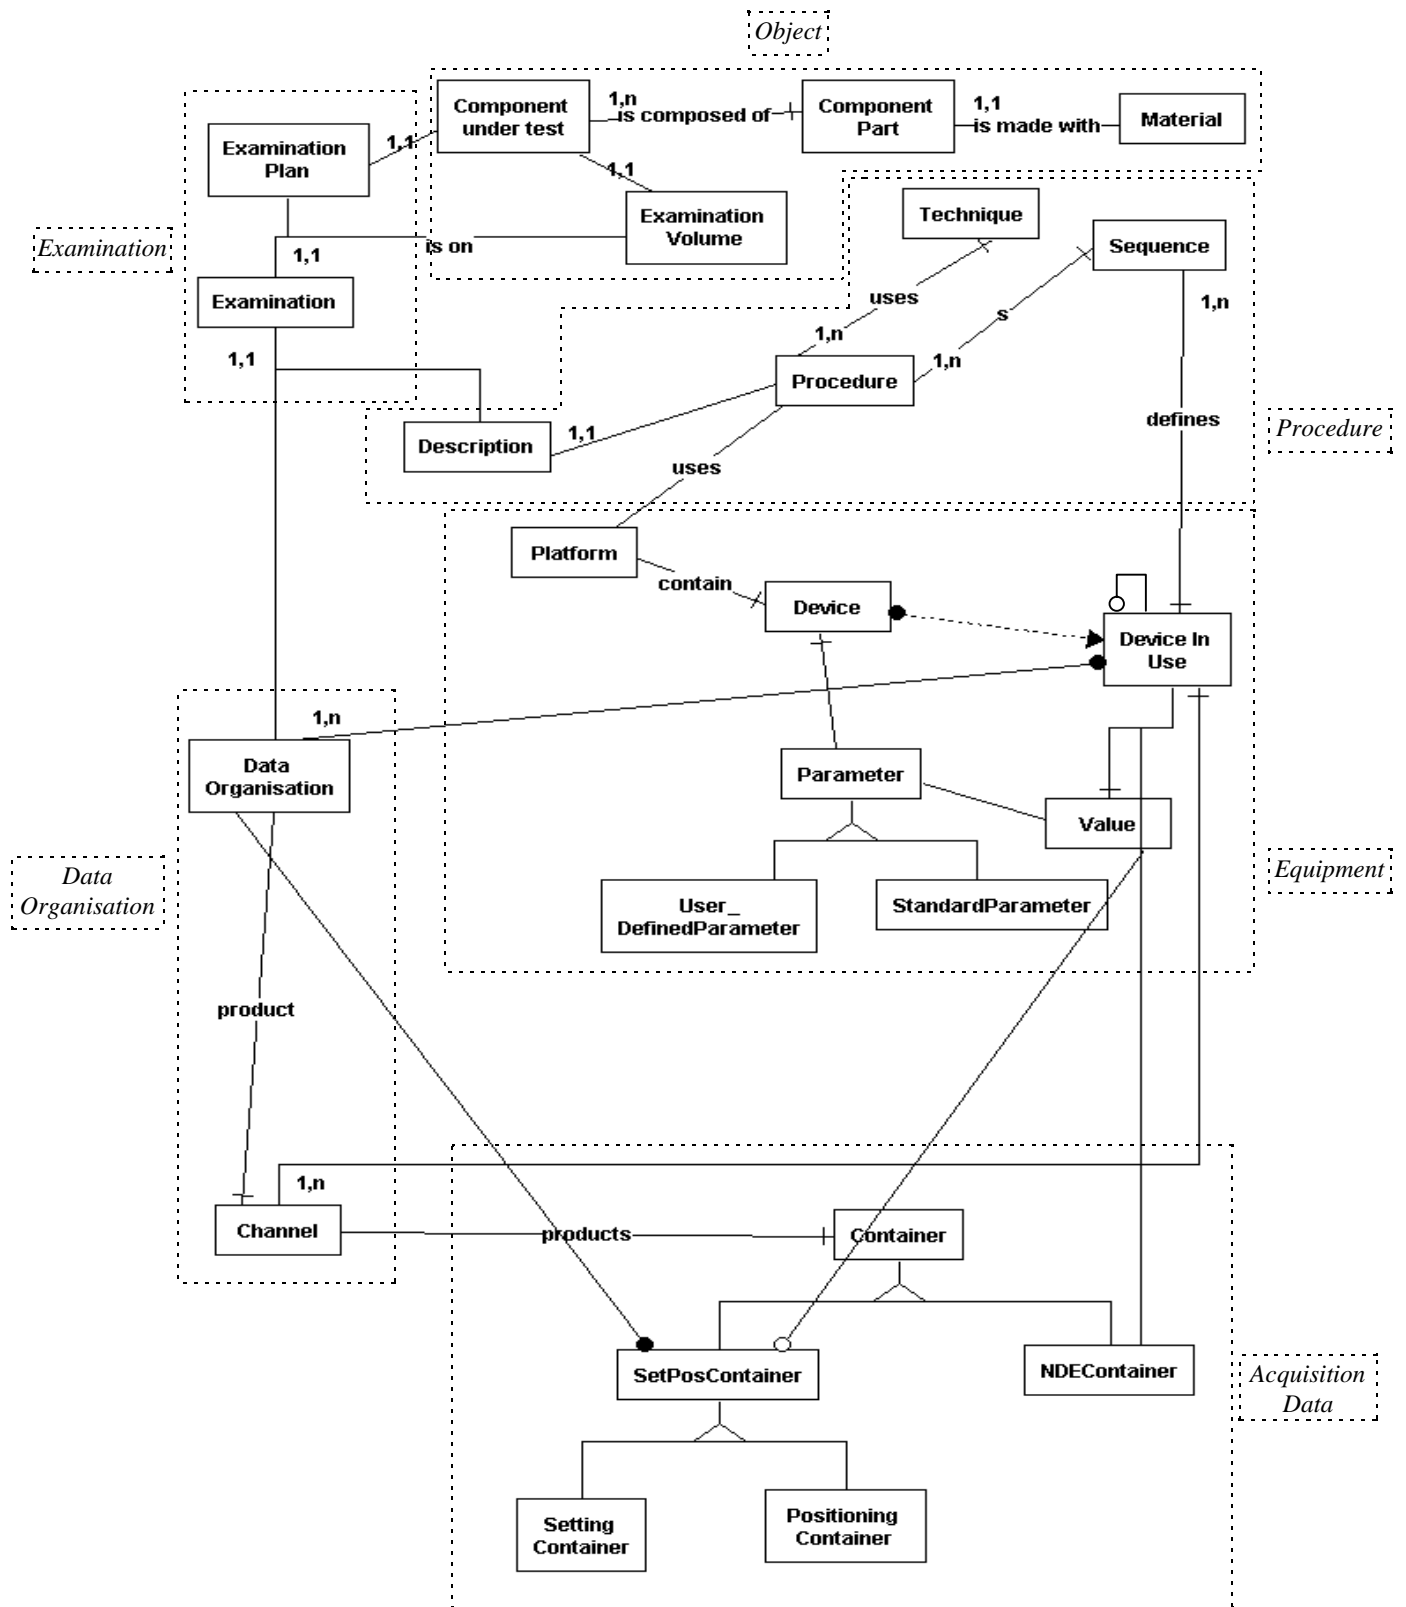 Object
Component
under test
1,n
is composed of
Component
Part
1,1
is made with
Material
Examination
Plan
1,1
1,1
Examination
Volume
Technique
Sequence
Examination
is on
1,1
Examination
uses
1,n
s
1,n
1,n
1,1
Procedure
Description
1,1
defines
Procedure
uses
Platform
contain
Device
Device In
Use
1,n
Data
Organisation
Parameter
Value
Data
Organisation
Equipment
User_
DefinedParameter
StandardParameter
product
1,n
Channel
products
Container
SetPosContainer
NDEContainer
Acquisition
Data
Setting
Container
Positioning
Container